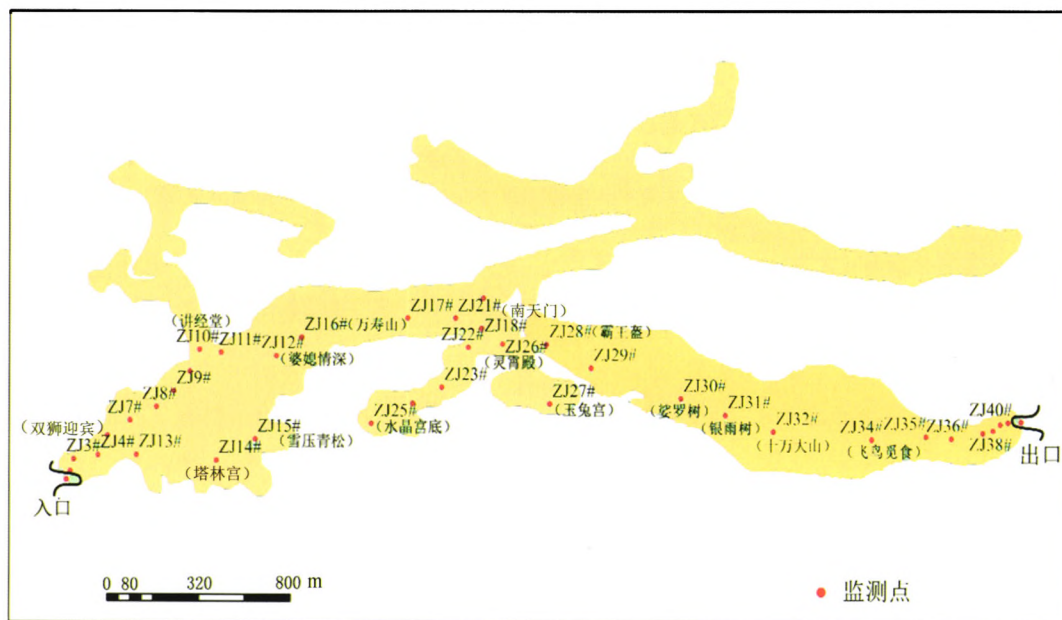 ZJ17#
ZJ21#
(南天门)
(讲经堂)
ZJ16#(万寿山)
ZJ18#
ZJ10#
ZJ11#
ZJ12#
ZJ22#
ZJ28#(霸王盔)
ZJ26#
(婆媳情深)
(灵霄殿)
ZJ29#
ZJ9#
ZJ23#
ZJ8#
ZJ27#
ZJ30#
ZJ7#
ZJ25#
(玉兔宫)
ZJ31#
ZJ40#
(双狮迎宾)
ZJ15#
(水晶宫底)
(娑罗树)
ZJ32#
ZJ34#
ZJ35#
ZJ36#
ZJ3#
ZJ4#
ZJ13#
ZJ14#
(雪压青松)
(银雨树)
(十万大山)
(飞鸟觅食)
ZJ38#
(塔林宫)
出口
入口
0 80 320 800 m
监测点